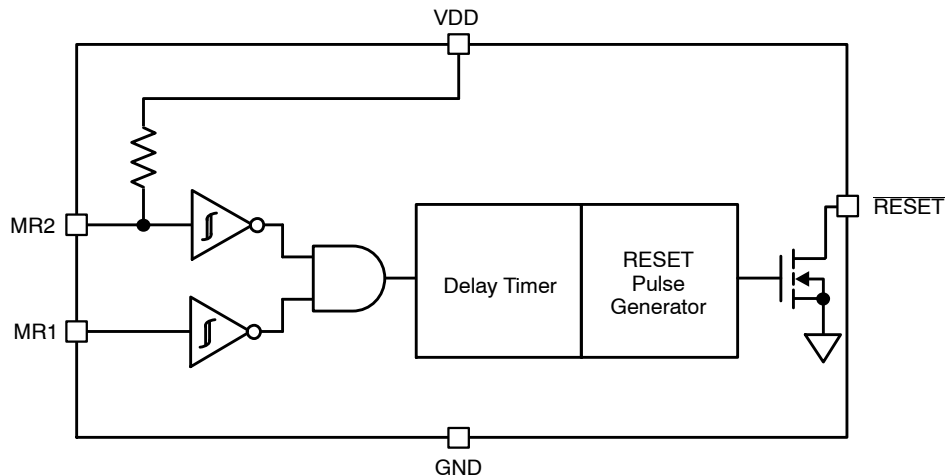 VDD
MR2
RESET
Delay Timer
RESET
Pulse
Generator
MR1
GND